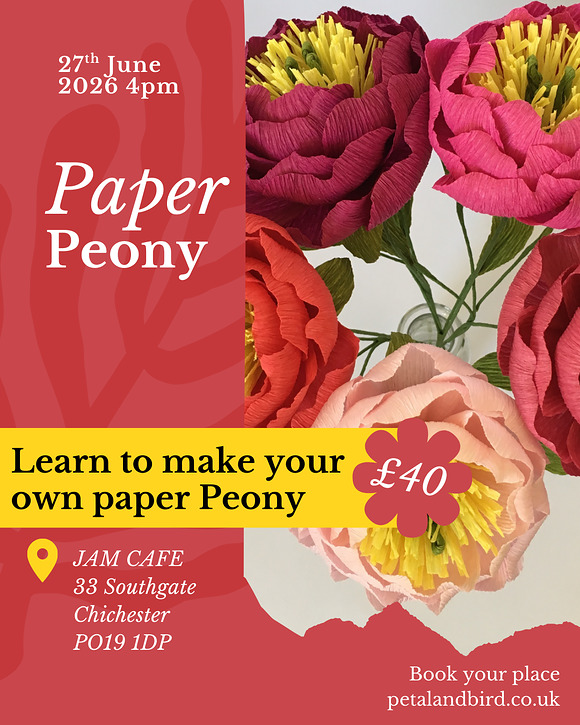 27th June
2026 4pm
Paper
Peony
Learn to make your
own paper Peony
£40
JAM CAFE
33 Southgate
Chichester
PO19 1DP
Book your place
petalandbird.co.uk